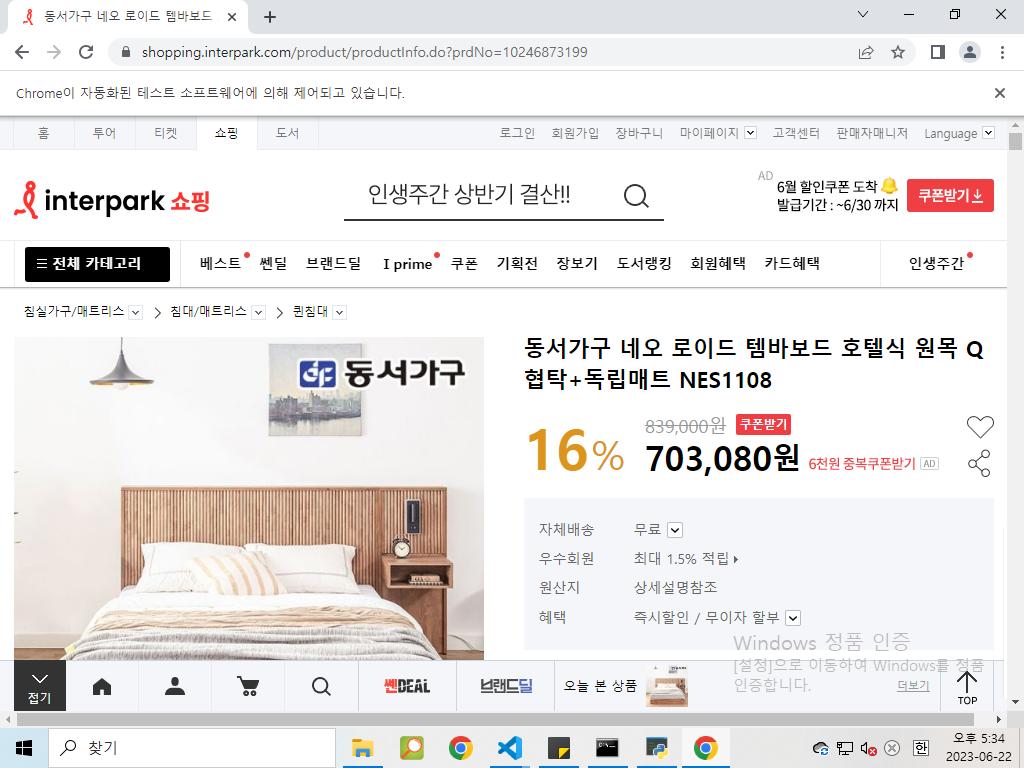 동서가구 네오 로이드 템바보드
shopping.interpark.com/product/productInfo.do?prdNo=10246873199
Chrome이 자동화된 테스트 소프트웨어에 의해 제어되고 있습니다.
홈 투어 티켓 쇼핑 도서 로그인 회원가입 장바구니 마이페이지 고객센터 판매자매니저 Language
interpark 쇼핑
인생주간 상반기 결산!!
AD
6월 할인쿠폰 도착
발급기간 : ~6/30 까지
쿠폰받기
전체 카테고리 베스트 쎈딜 브랜드딜 I prime 쿠폰 기획전 장보기 도서랭킹 회원혜택 카드혜택 인생주간
침실가구/매트리스 침대/매트리스 퀸침대
동서가구
동서가구 네오 로이드 템바보드 호텔식 원목 Q
협탁+독립매트 NES1108
16%
839,000원 쿠폰받기
703,080원 6천원 중복쿠폰받기 AD
자체배송 무료
우수회원 최대 1.5% 적립
원산지 상세설명참조
혜택 즉시할인 / 무이자 할부
Windows 정품 인증
[설정]으로 이동하여 Windows를 정품
인증합니다.
접기
쎈DEAL
브랜드딜
오늘 본 상품
더보기
TOP
찾기
한
오후 5:34
2023-06-22